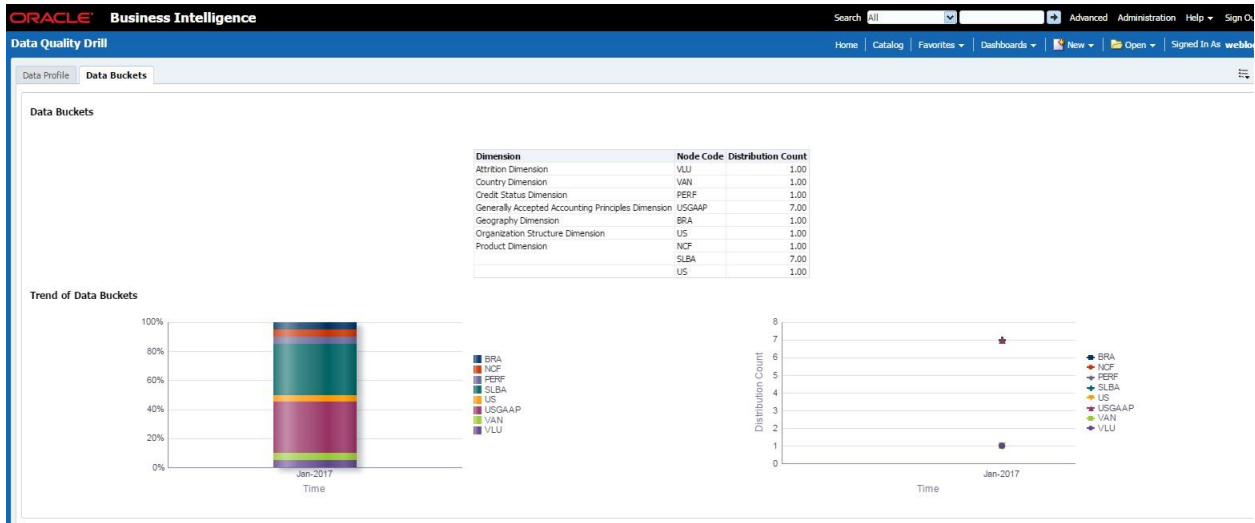 ORACLE Business Intelligence Search All Advanced Administration Help Sign Ou
Data Quality Drill Home Catalog Favorites Dashboards New Open Signed In As weblo
Data Profile Data Buckets
Data Buckets
Dimension Node Code Distribution Count
Attrition Dimension VLU 1.00
Country Dimension VAN 1.00
Credit Status Dimension PERF 1.00
Generally Accepted Accounting Principles Dimension USGAAP 7.00
Geography Dimension BRA 1.00
Organization Structure Dimension US 1.00
Product Dimension NCF 1.00
SLBA 7.00
US 1.00
Trend of Data Buckets
100%
80%
60%
40%
20%
0%
Jan-2017
Time
BRA
NCF
PERF
SLBA
US
USGAAP
VAN
VLU
Distribution Count
8
7
6
5
4
3
2
1
0
Jan-2017
Time
BRA
NCF
PERF
SLBA
US
USGAAP
VAN
VLU